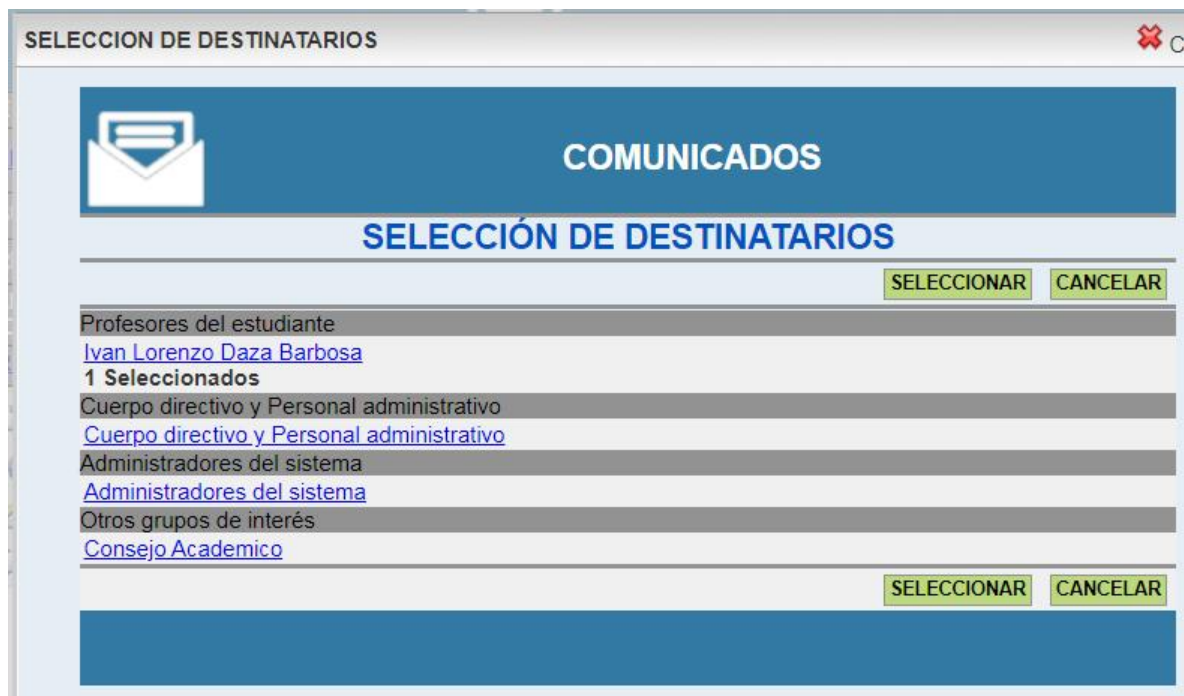 SELECCION DE DESTINATARIOS
COMUNICADOS
SELECCIÓN DE DESTINATARIOS
SELECCIONAR CANCELAR
Profesores del estudiante
Ivan Lorenzo Daza Barbosa
1 Seleccionados
Cuerpo directivo y Personal administrativo
Cuerpo directivo y Personal administrativo
Administradores del sistema
Administradores del sistema
Otros grupos de interés
Consejo Academico
SELECCIONAR CANCELAR